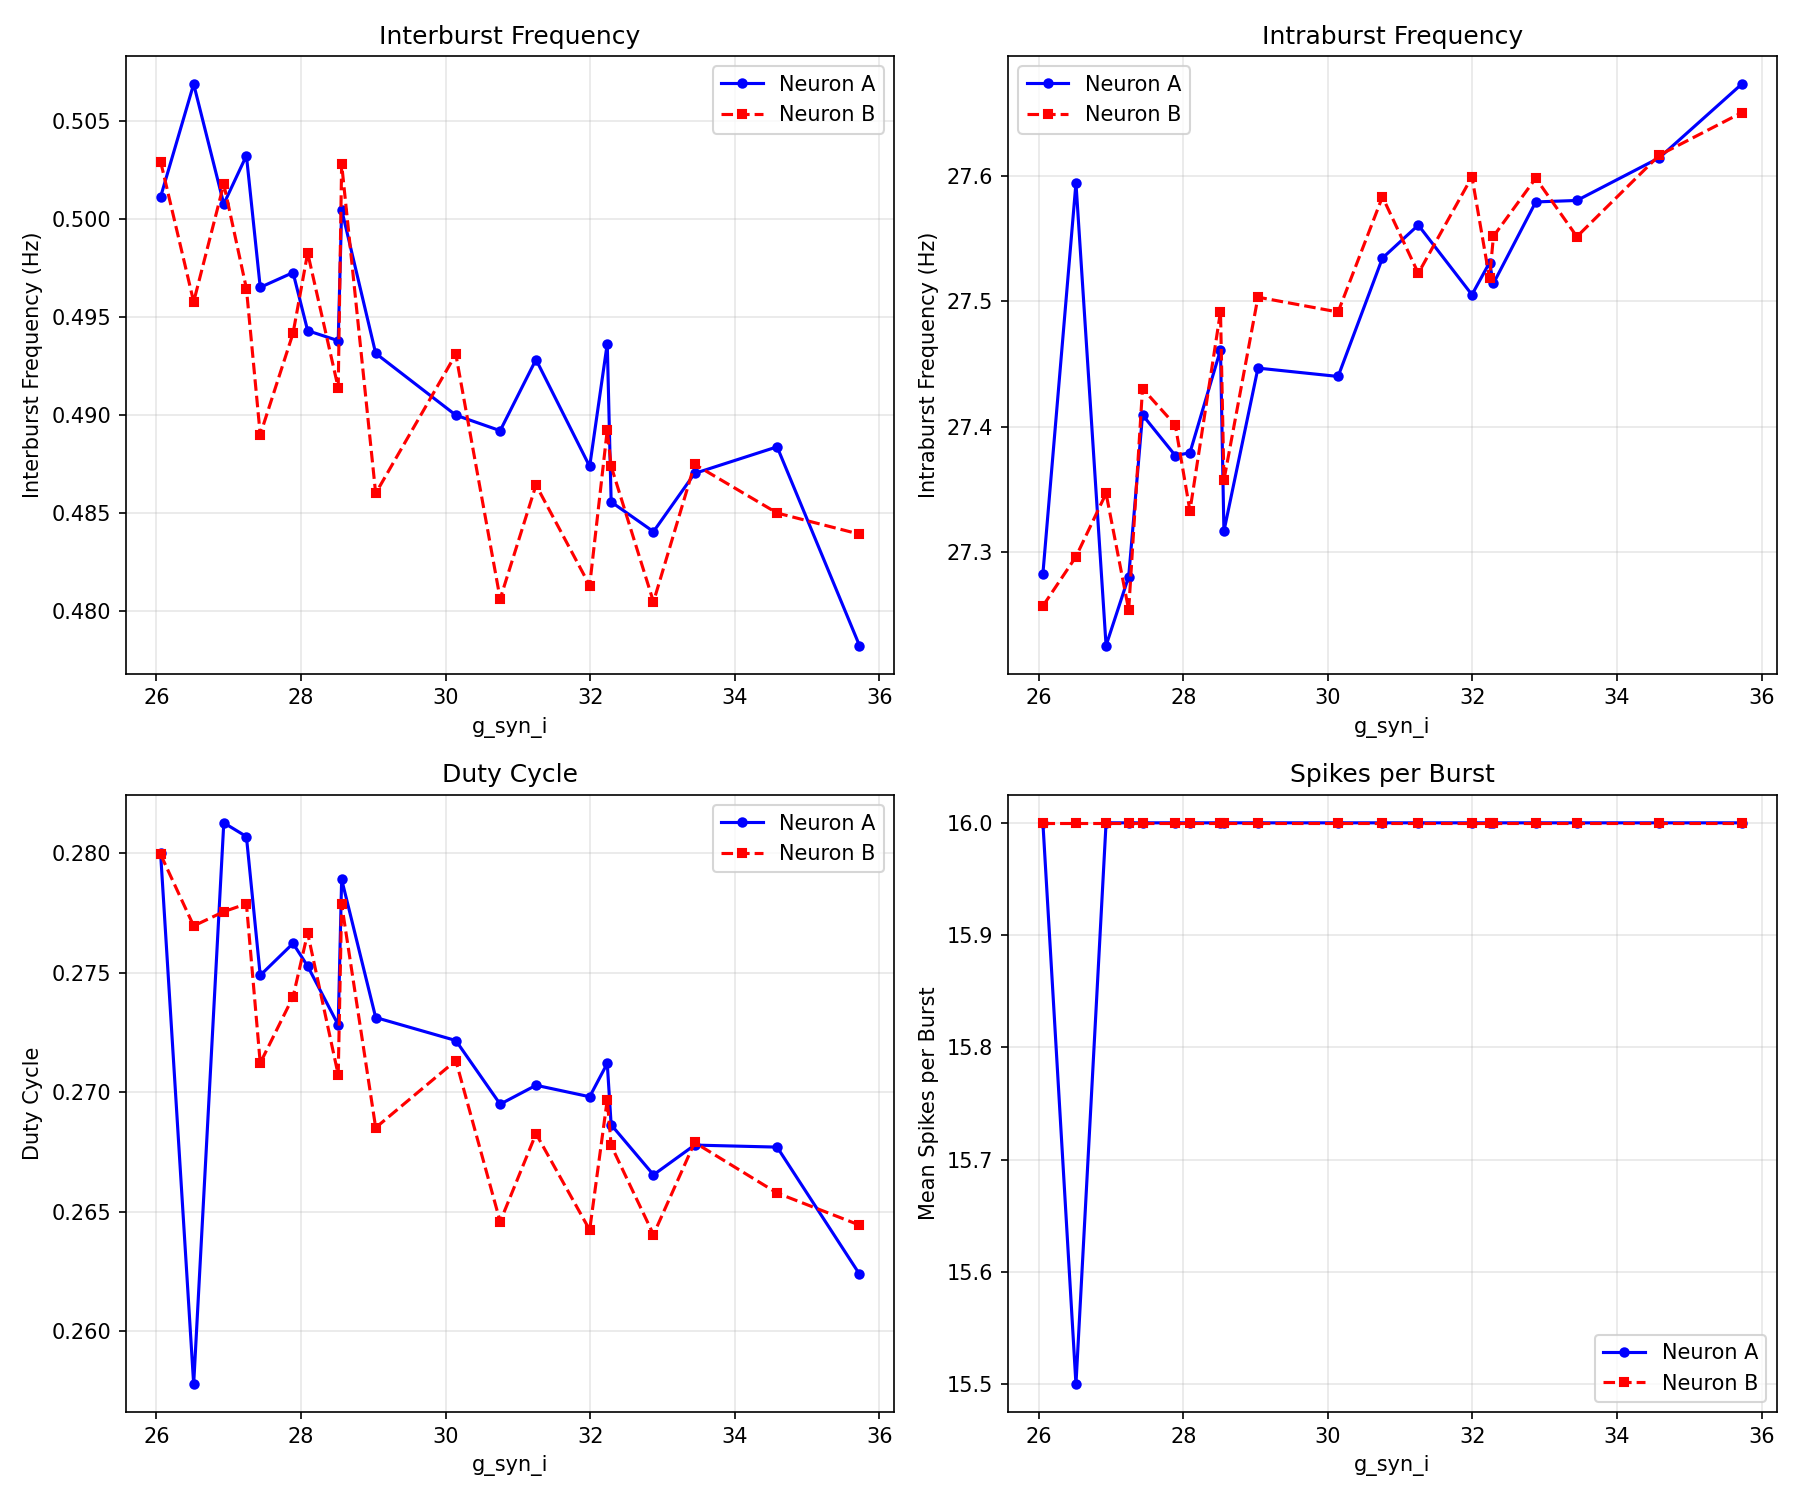 Interburst Frequency
Interburst Frequency (Hz)
0.505
0.500
0.495
0.490
0.485
0.480
Neuron A
Neuron B
26 28 30 32 34 36
g_syn_i
Intraburst Frequency
Intraburst Frequency (Hz)
27.6
27.5
27.4
27.3
Neuron A
Neuron B
26 28 30 32 34 36
g_syn_i
Duty Cycle
Duty Cycle
0.280
0.275
0.270
0.265
0.260
Neuron A
Neuron B
26 28 30 32 34 36
g_syn_i
Spikes per Burst
Mean Spikes per Burst
16.0
15.9
15.8
15.7
15.6
15.5
Neuron A
Neuron B
26 28 30 32 34 36
g_syn_i